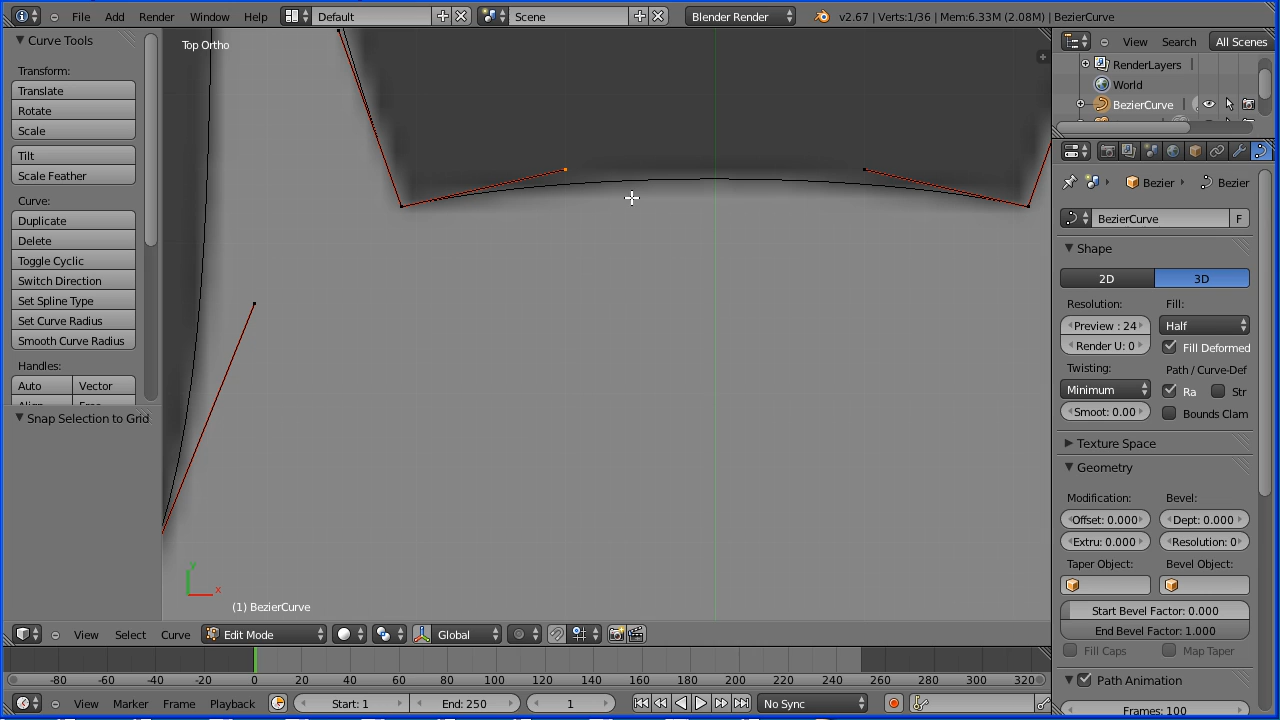 File Add Render Window Help Default Scene Blender Render v2.67 | Verts:1/36 | Mem:6.33M (2.08M) | BezierCurve
Curve Tools
Transform:
Translate
Rotate
Scale
Tilt
Scale Feather
Curve:
Duplicate
Delete
Toggle Cyclic
Switch Direction
Set Spline Type
Set Curve Radius
Smooth Curve Radius
Handles:
Auto Vector
Snap Selection to Grid
Top Ortho
y
x
(1) BezierCurve
View Search All Scenes
RenderLayers
World
BezierCurve
Bezier Bezier
BezierCurve F
Shape
2D 3D
Resolution: Fill:
Preview : 24 Half
Render U: 0 Fill Deformed
Twisting: Path / Curve-Def
Minimum Ra Str
Smoot: 0.00 Bounds Clam
Texture Space
Geometry
Modification: Bevel:
Offset: 0.000 Dept: 0.000
Extru: 0.000 Resolution: 0
Taper Object: Bevel Object:
Start Bevel Factor: 0.000
End Bevel Factor: 1.000
Fill Caps Map Taper
Path Animation
Frames: 100
View Select Curve Edit Mode Global
-80 -60 -40 -20 0 20 40 60 80 100 120 140 160 180 200 220 240 260 280 300 320
View Marker Frame Playback Start: 1 End: 250 1 No Sync